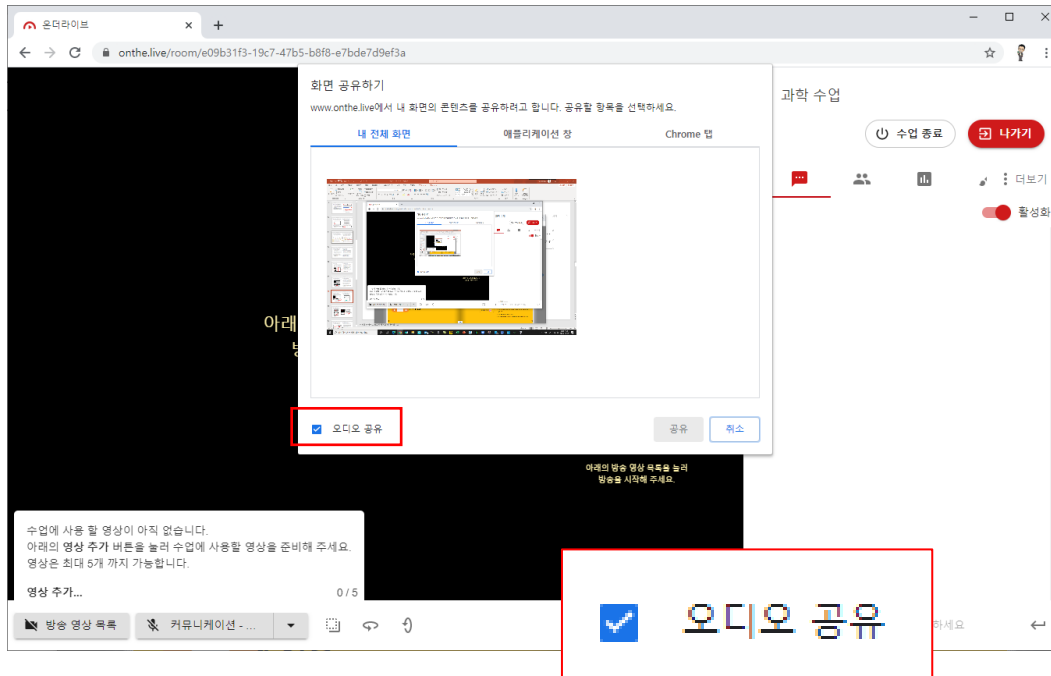 온더라이브
onthe.live/room/e09b31f3-19c7-47b5-b8f8-e7bde7d9ef3a
화면 공유하기
www.onthe.live에서 내 화면의 콘텐츠를 공유하려고 합니다. 공유할 항목을 선택하세요.
내 전체 화면
애플리케이션 창
Chrome 탭
오디오 공유
공유
취소
과학 수업
수업 종료
나가기
더보기
활성화
아래
아래의 방송 영상 목록을 눌러
방송을 시작해 주세요.
수업에 사용 할 영상이 아직 없습니다.
아래의 영상 추가 버튼을 눌러 수업에 사용할 영상을 준비해 주세요.
영상은 최대 5개 까지 가능합니다.
영상 추가...
0 / 5
방송 영상 목록
커뮤니케이션 - ...
하세요
오디오 공유